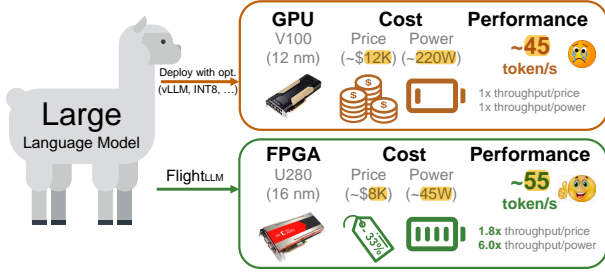 Large
Language Model
Deploy with opt.
(vLLM, INT8, ...)
FlightLLM
GPU
V100
(12 nm)
Cost
Price
(~$12K)
Power
(~220W)
Performance
~45
token/s
1x throughput/price
1x throughput/power
FPGA
U280
(16 nm)
Cost
Price
(~$8K)
Power
(~45W)
- 33%
Performance
~55
token/s
1.8x throughput/price
6.0x throughput/power